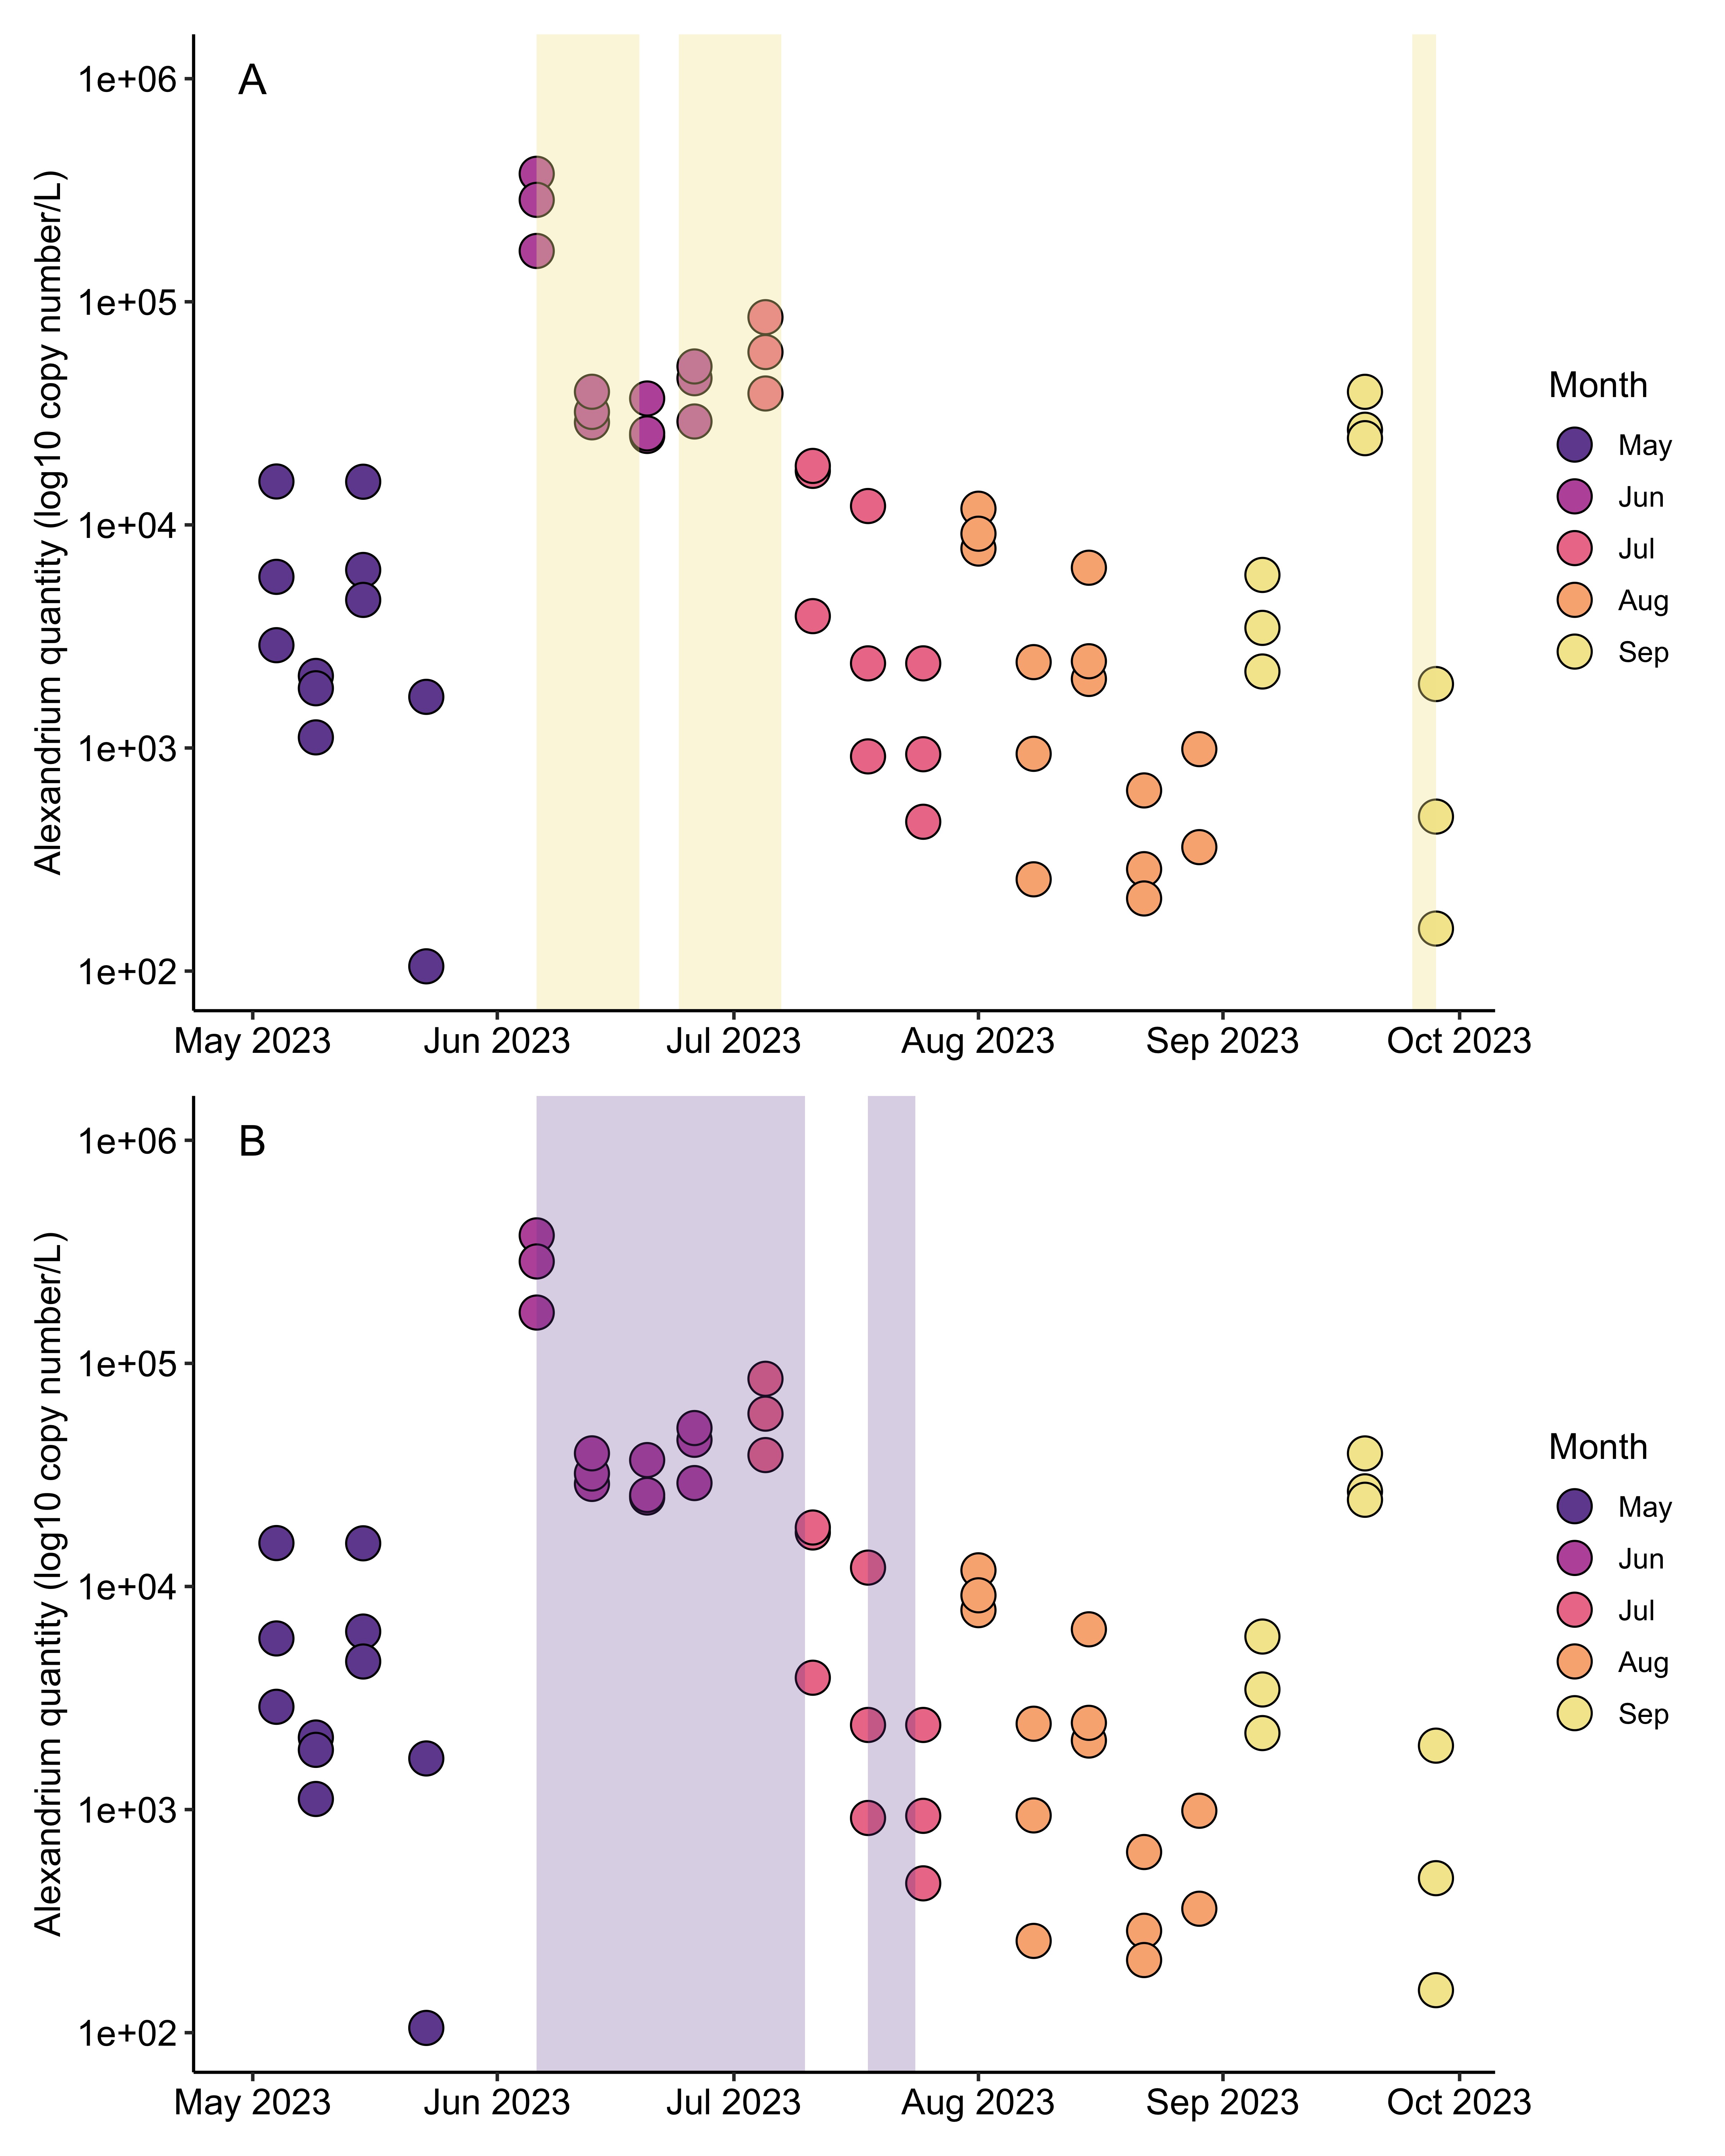 A
1e+06
1e+05
1e+04
1e+03
1e+02
Alexandrium quantity (log10 copy number/L)
May 2023 Jun 2023 Jul 2023 Aug 2023 Sep 2023 Oct 2023
Month
May
Jun
Jul
Aug
Sep
B
1e+06
1e+05
1e+04
1e+03
1e+02
Alexandrium quantity (log10 copy number/L)
May 2023 Jun 2023 Jul 2023 Aug 2023 Sep 2023 Oct 2023
Month
May
Jun
Jul
Aug
Sep